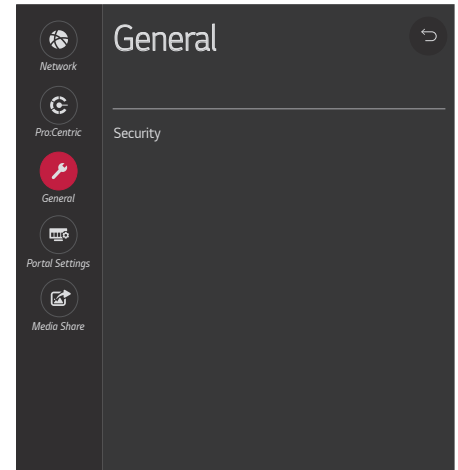 General
Network
Pro:Centric
Security
General
Portal Settings
Media Share